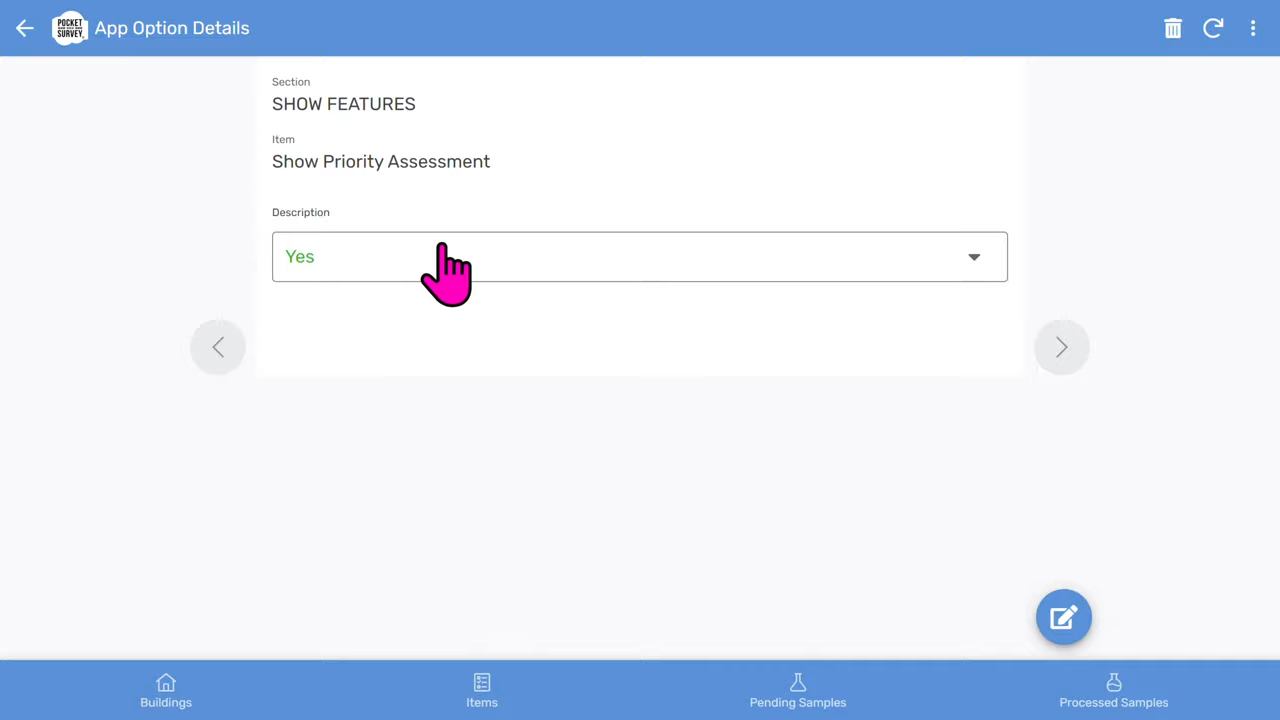 POCKET
SURVEY
App Option Details
Section
SHOW FEATURES
Item
Show Priority Assessment
Description
Yes
Buildings
Items
Pending Samples
Processed Samples